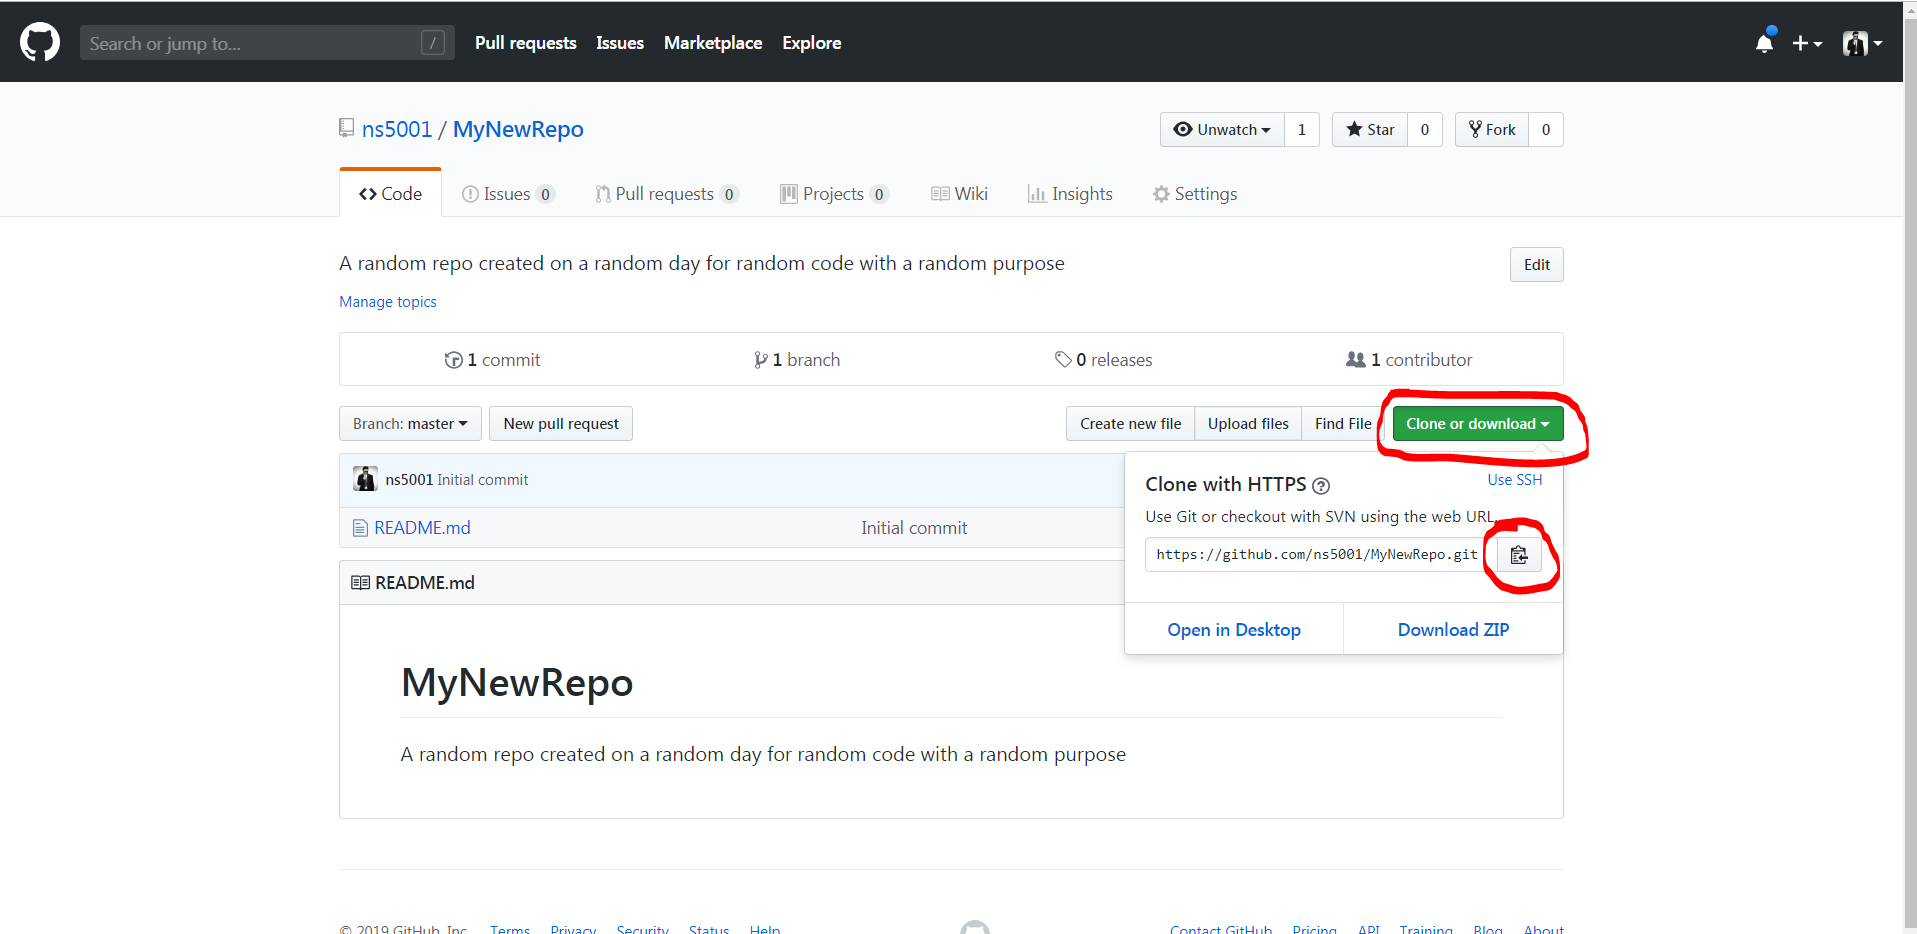 Search or jump to... / Pull requests Issues Marketplace Explore
ns5001 / MyNewRepo Unwatch 1 Star 0 Fork 0
Code Issues 0 Pull requests 0 Projects 0 Wiki Insights Settings
A random repo created on a random day for random code with a random purpose Edit
Manage topics
1 commit 1 branch 0 releases 1 contributor
Branch: master New pull request Create new file Upload files Find File Clone or download
ns5001 Initial commit
Clone with HTTPS ? Use SSH
Use Git or checkout with SVN using the web URL.
README.md Initial commit
https://github.com/ns5001/MyNewRepo.git
README.md
Open in Desktop Download ZIP
MyNewRepo
A random repo created on a random day for random code with a random purpose
© 2019 GitHub, Inc. Terms Privacy Security Status Help Contact GitHub Pricing API Training Blog About